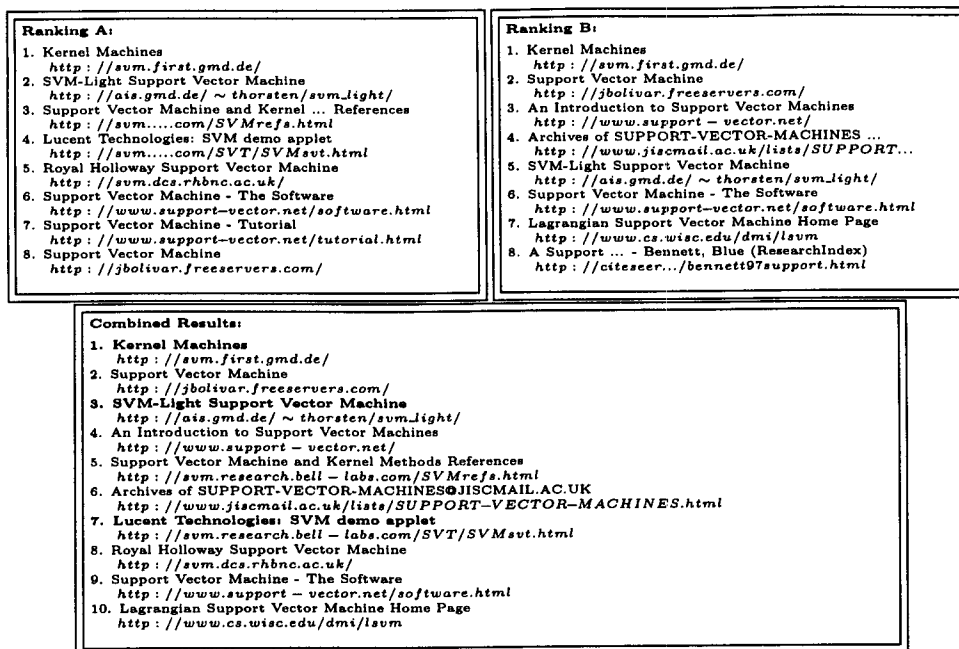 Ranking A:
1. Kernel Machines
http : //svm.first.gmd.de/
2. SVM-Light Support Vector Machine
http : //ais.gmd.de/ ∼ thorsten/svm_light/
3. Support Vector Machine and Kernel ... References
http : //svm.....com/SVMrefs.html
4. Lucent Technologies: SVM demo applet
http : //svm.....com/SVT/SVMsvt.html
5. Royal Holloway Support Vector Machine
http : //svm.dcs.rhbnc.ac.uk/
6. Support Vector Machine - The Software
http : //www.support−vector.net/software.html
7. Support Vector Machine - Tutorial
http : //www.support−vector.net/tutorial.html
8. Support Vector Machine
http : //jbolivar.freeservers.com/
Ranking B:
1. Kernel Machines
http : //svm.first.gmd.de/
2. Support Vector Machine
http : //jbolivar.freeservers.com/
3. An Introduction to Support Vector Machines
http : //www.support − vector.net/
4. Archives of SUPPORT-VECTOR-MACHINES ...
http : //www.jiscmail.ac.uk/lists/SUPPORT...
5. SVM-Light Support Vector Machine
http : //ais.gmd.de/ ∼ thorsten/svm_light/
6. Support Vector Machine - The Software
http : //www.support−vector.net/software.html
7. Lagrangian Support Vector Machine Home Page
http : //www.cs.wisc.edu/dmi/lsvm
8. A Support ... - Bennett, Blue (ResearchIndex)
http : //citeseer.../bennett97support.html
Combined Results:
1. Kernel Machines
http : //svm.first.gmd.de/
2. Support Vector Machine
http : //jbolivar.freeservers.com/
3. SVM-Light Support Vector Machine
http : //ais.gmd.de/ ∼ thorsten/svm_light/
4. An Introduction to Support Vector Machines
http : //www.support − vector.net/
5. Support Vector Machine and Kernel Methods References
http : //svm.research.bell − labs.com/SVMrefs.html
6. Archives of SUPPORT-VECTOR-MACHINES@JISCMAIL.AC.UK
http : //www.jiscmail.ac.uk/lists/SUPPORT−VECTOR−MACHINES.html
7. Lucent Technologies: SVM demo applet
http : //svm.research.bell − labs.com/SVT/SVMsvt.html
8. Royal Holloway Support Vector Machine
http : //svm.dcs.rhbnc.ac.uk/
9. Support Vector Machine - The Software
http : //www.support − vector.net/software.html
10. Lagrangian Support Vector Machine Home Page
http : //www.cs.wisc.edu/dmi/lsvm